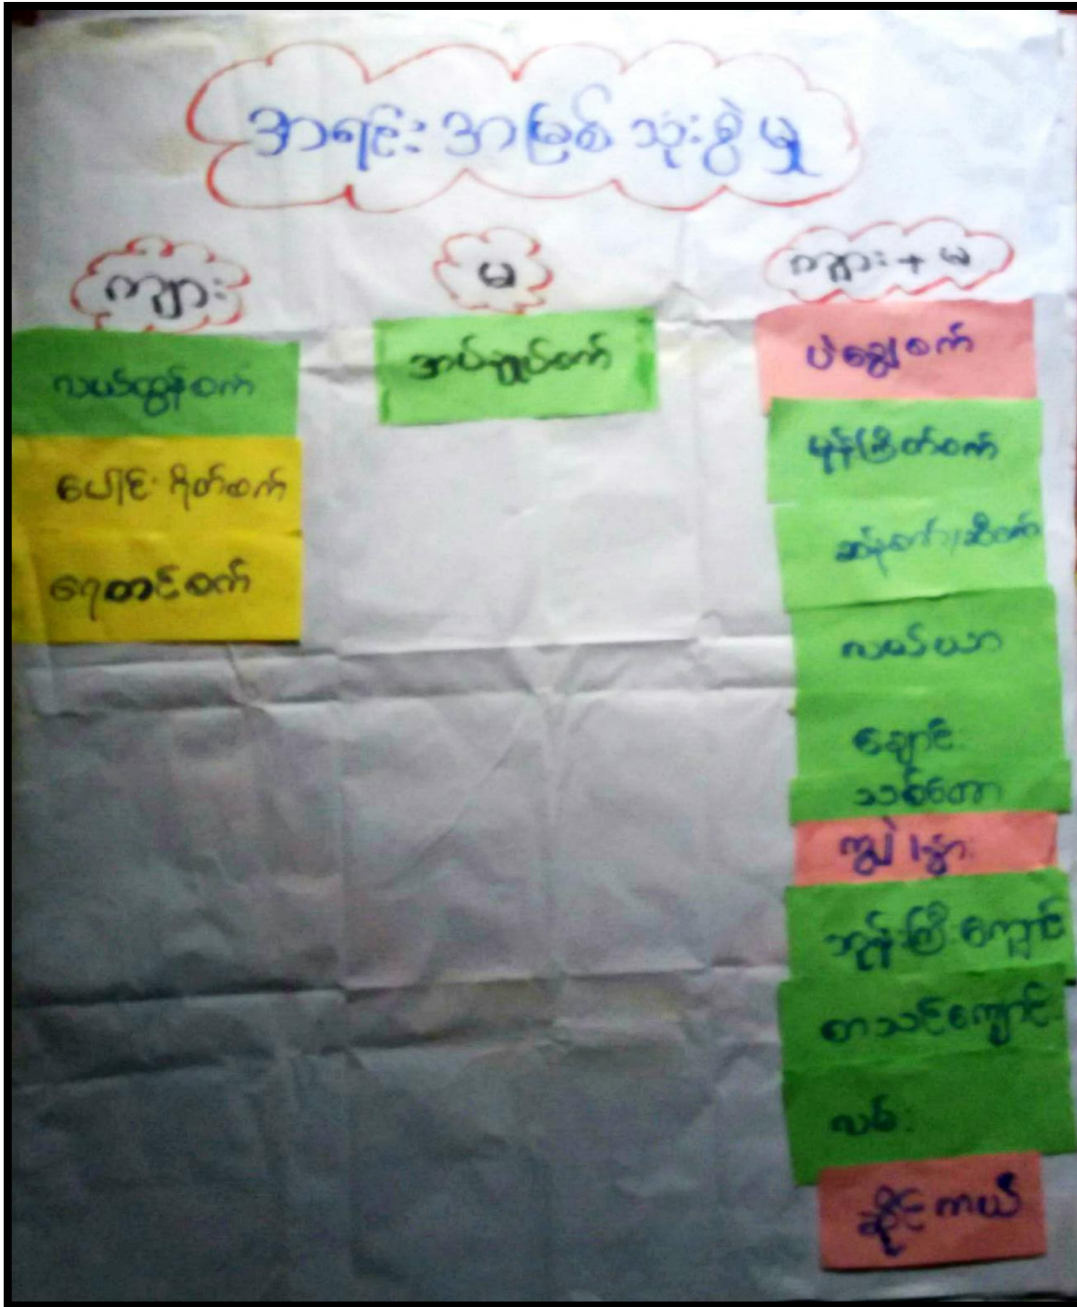 အရင်းအမြစ် သုံးစွဲမှု
ကျား
မ
ကျား + မ
လယ်ထွန်စက်
ပေါင်းရိတ်စက်
ရေတင်စက်
အပ်ချုပ်စက်
ပဲချွေစက်
မုန့်ကြိတ်စက်
ဆန်စက်/ဆီစက်
လယ်ယာ
ချောင်း
သစ်တော
ကျွဲ/နွား
ဘုန်းကြီးကျောင်း
စာသင်ကျောင်း
လမ်း
ဆိုင်ကယ်